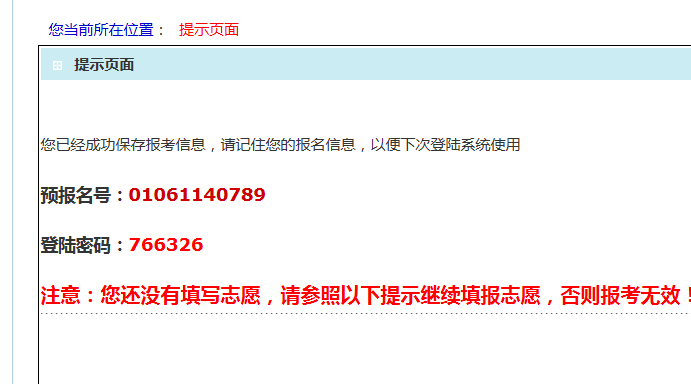 您当前所在位置： 提示页面
提示页面
您已经成功保存报考信息，请记住您的报名信息，以便下次登陆系统使用
预报名号：01061140789
登陆密码：766326
注意：您还没有填写志愿，请参照以下提示继续填报志愿，否则报考无效！